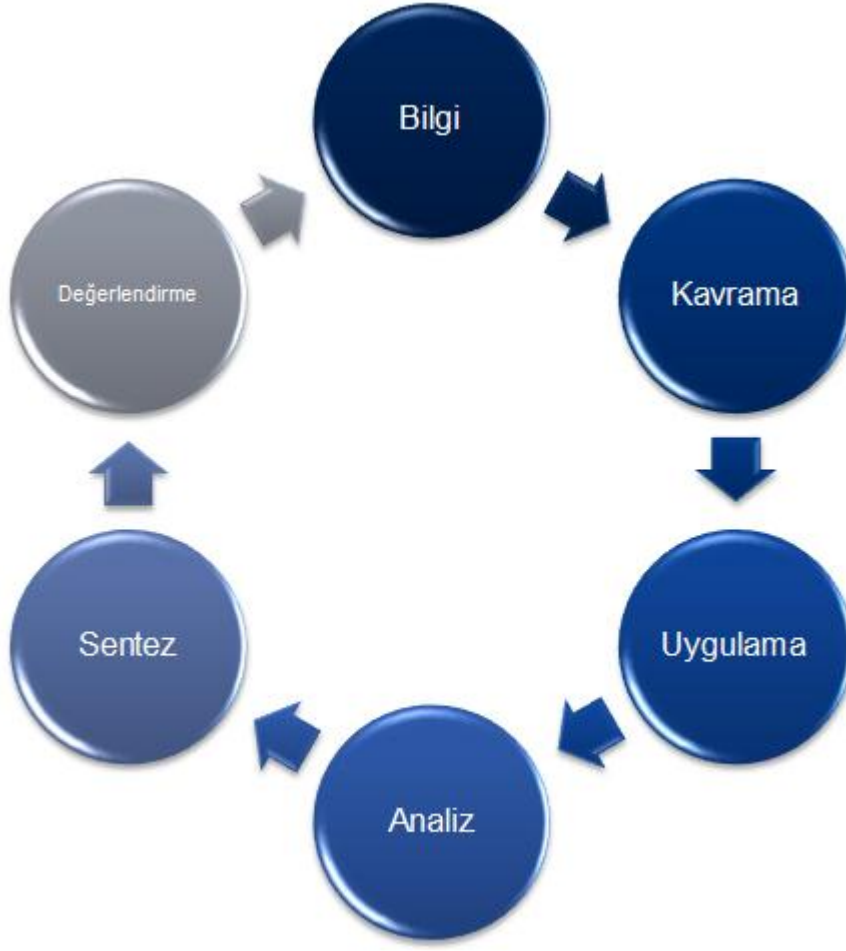 Bilgi
Kavrama
Uygulama
Analiz
Sentez
Değerlendirme